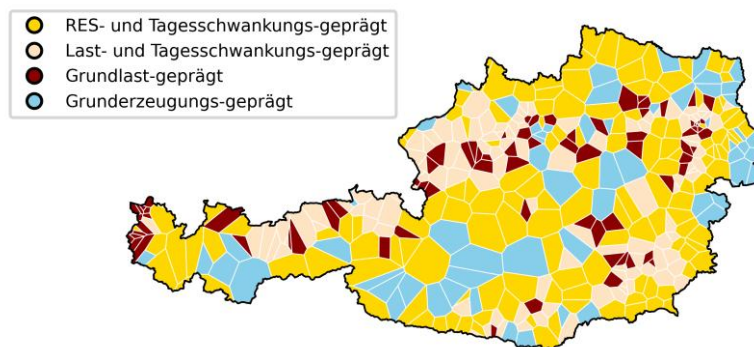 RES- und Tagesschwankungs-geprägt
Last- und Tagesschwankungs-geprägt
Grundlast-geprägt
Grunderzeugungs-geprägt